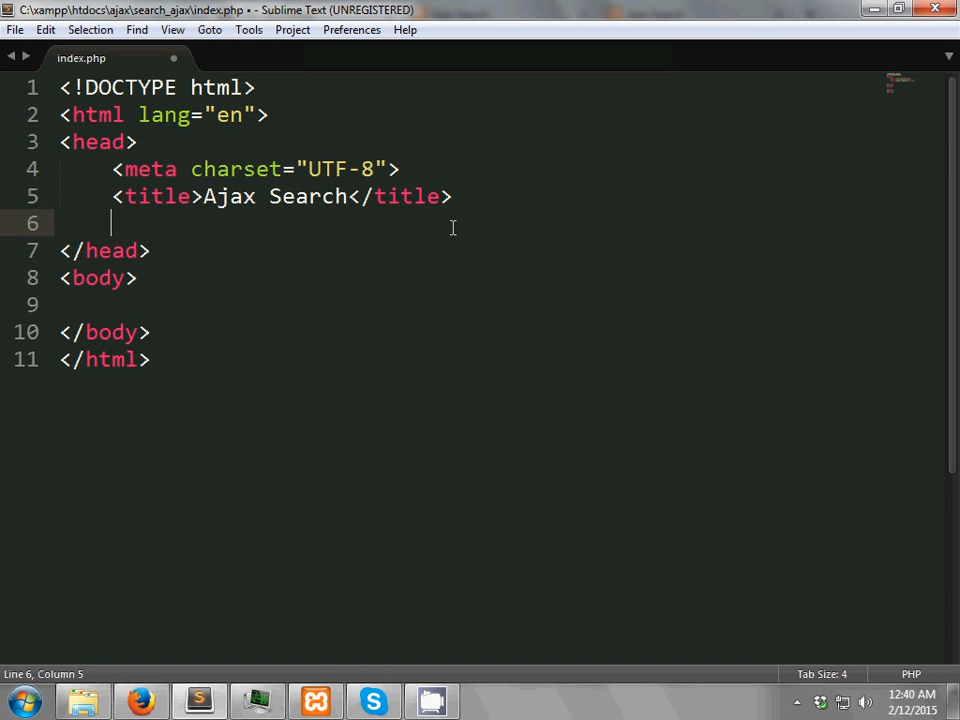 C:\xampp\htdocs\ajax\search_ajax\index.php • - Sublime Text (UNREGISTERED)
File Edit Selection Find View Goto Tools Project Preferences Help
index.php
1 <!DOCTYPE html>
2 <html lang="en">
3 <head>
4 <meta charset="UTF-8">
5 <title>Ajax Search</title>
6
7 </head>
8 <body>
9
10 </body>
11 </html>
Line 6, Column 5 Tab Size: 4 PHP
12:40 AM
2/12/2015